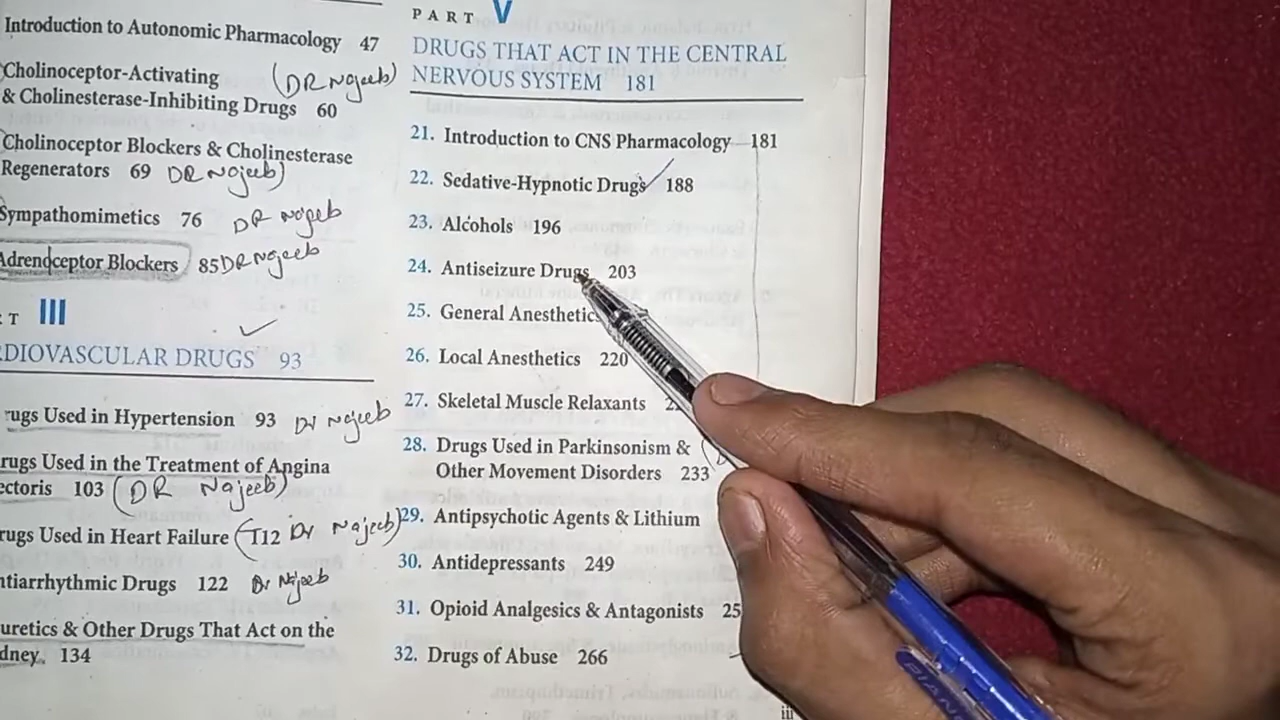 Introduction to Autonomic Pharmacology 47
Cholinoceptor-Activating (DR Najeeb)
& Cholinesterase-Inhibiting Drugs 60
Cholinoceptor Blockers & Cholinesterase
Regenerators 69 DR Najeeb)
Sympathomimetics 76 DR Najeeb
Adrenoceptor Blockers 85 DR Najeeb
III
DIOVASCULAR DRUGS 93
rugs Used in Hypertension 93 Dr Najeeb
rugs Used in the Treatment of Angina
ectoris 103 (DR Najeeb)
rugs Used in Heart Failure (T12 Dr Najeeb)
ntiarrhythmic Drugs 122 Dr Najeeb
uretics & Other Drugs That Act on the
dney 134
PART V
DRUGS THAT ACT IN THE CENTRAL
NERVOUS SYSTEM 181
21. Introduction to CNS Pharmacology 181
22. Sedative-Hypnotic Drugs 188
23. Alcohols 196
24. Antiseizure Drugs 203
25. General Anesthetic
26. Local Anesthetics 220
27. Skeletal Muscle Relaxants
28. Drugs Used in Parkinsonism &
Other Movement Disorders 233
29. Antipsychotic Agents & Lithium
30. Antidepressants 249
31. Opioid Analgesics & Antagonists 25
32. Drugs of Abuse 266
iii
PIANO